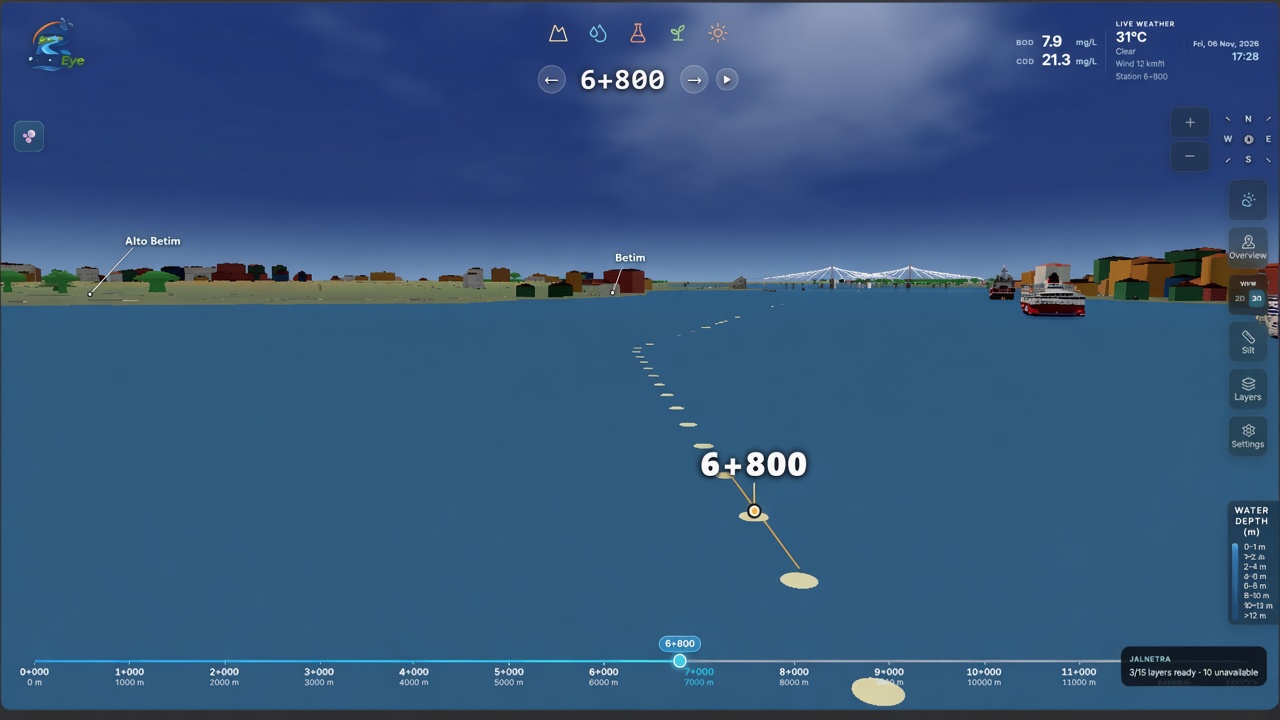 Eye
6+800
BOD 7.9 mg/L
COD 21.3 mg/L
LIVE WEATHER
31°C
Clear
Wind 12 km/h
Station 6+800
Fri, 06 Nov, 2026
17:28
N
W
E
S
Alto Betim
Betim
Overview
VIEW
2D 3D
Silt
Layers
Settings
6+800
WATER
DEPTH
(m)
0-1 m
2-4 m
8-10 m
>12 m
6+800
0+000 1+000 2+000 3+000 4+000 5+000 6+000 7+000 8+000 9+000 10+000 11+000
0 m 1000 m 2000 m 3000 m 4000 m 5000 m 6000 m 7000 m 8000 m 10000 m 11000 m
JALNETRA
3/15 layers ready - 10 unavailable